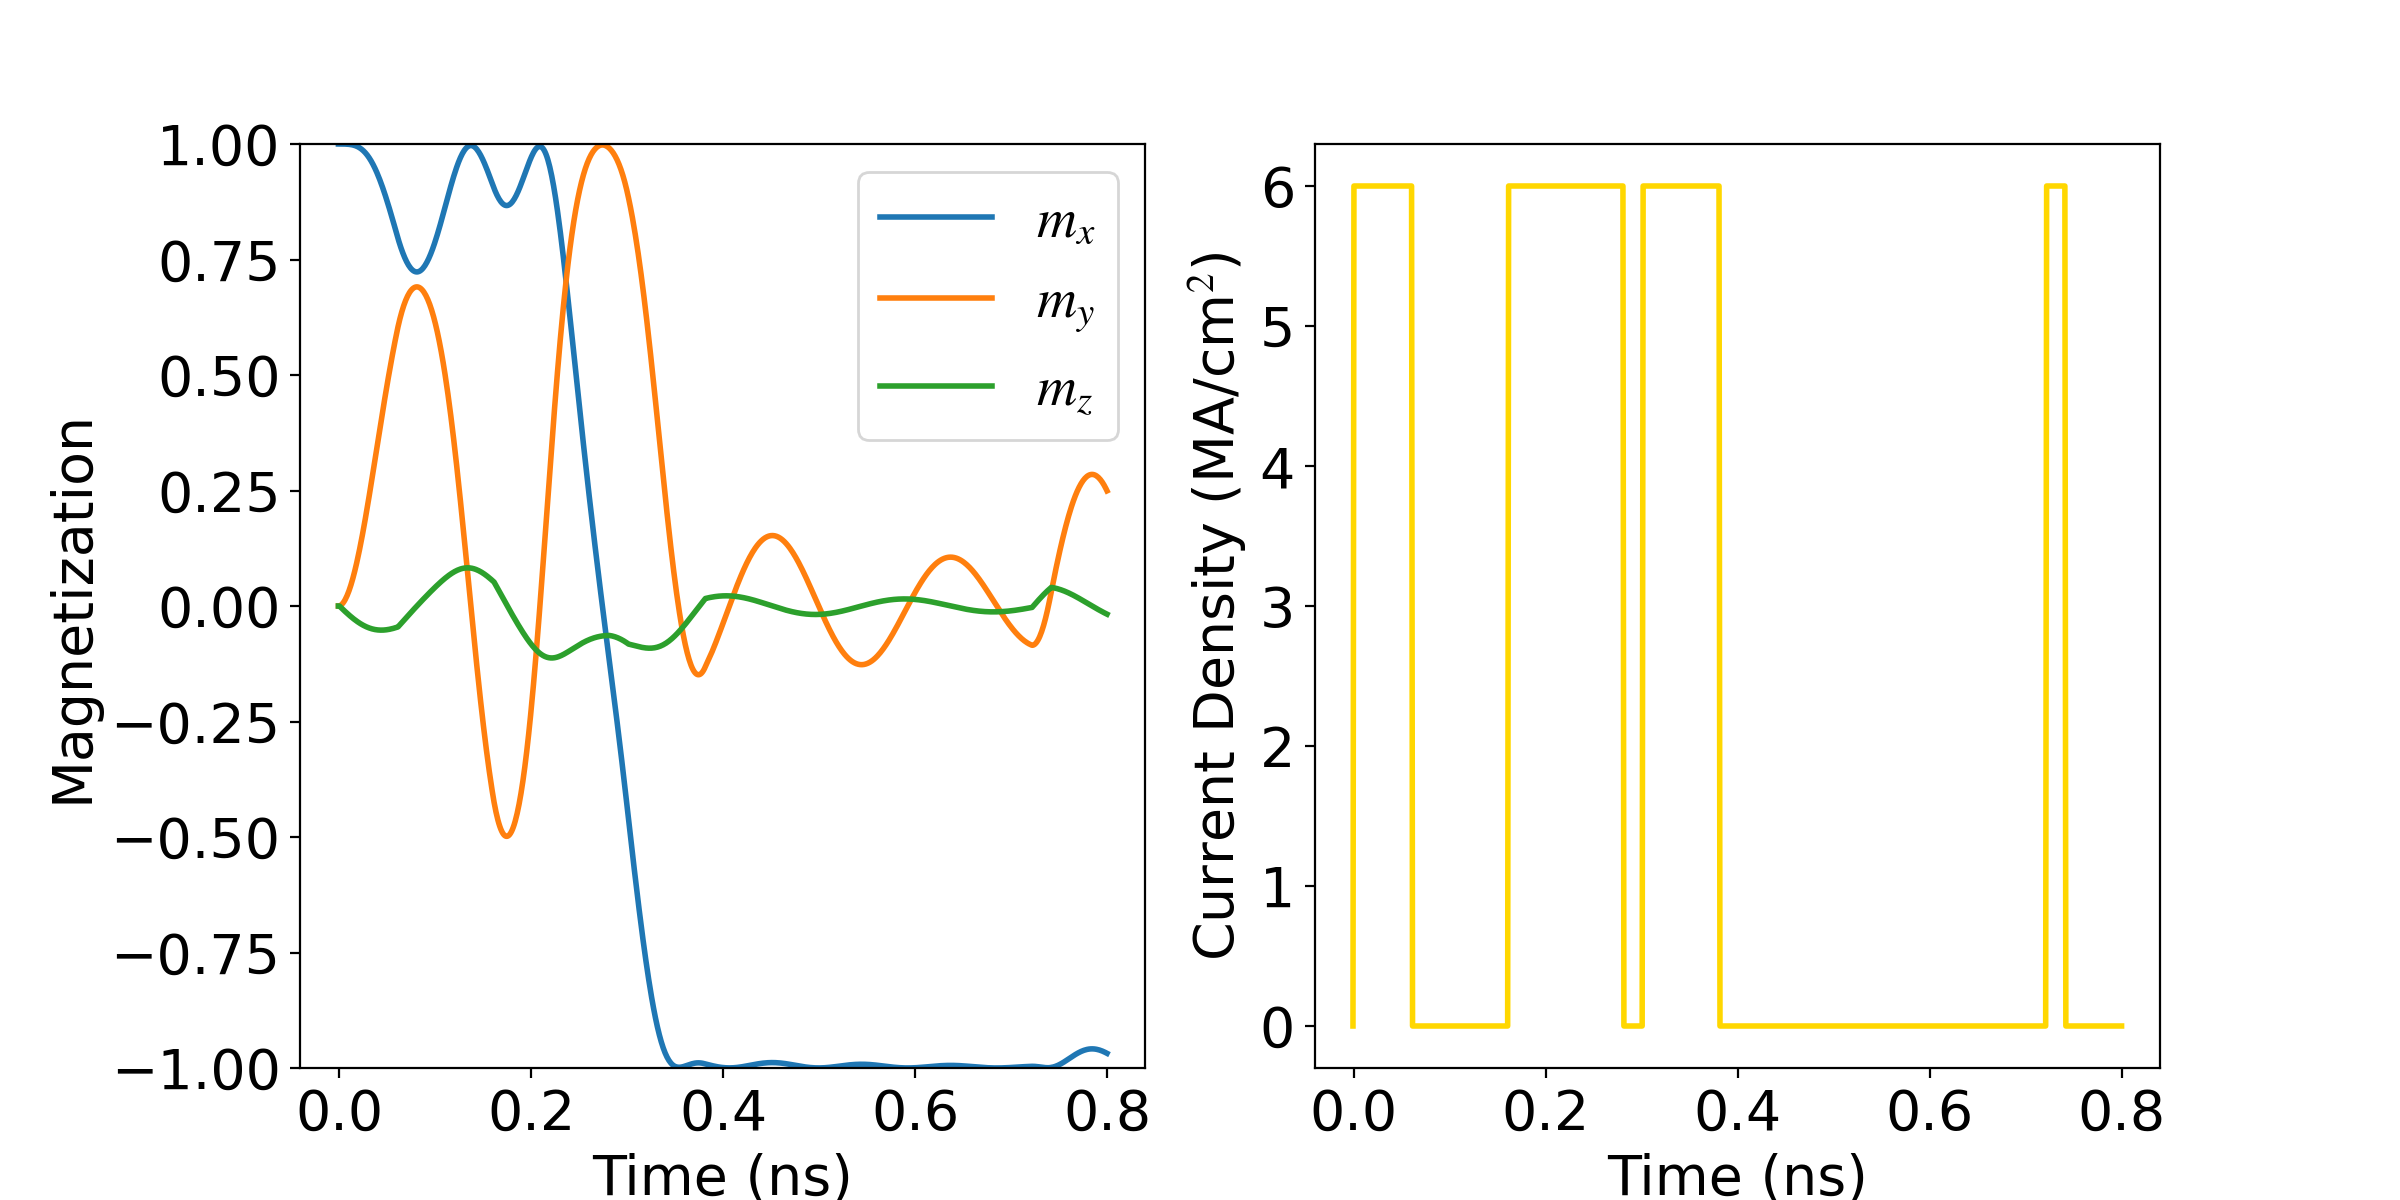 1.00
0.75
0.50
0.25
0.00
−0.25
−0.50
−0.75
−1.00
Magnetization
0.0 0.2 0.4 0.6 0.8
Time (ns)
m_x
m_y
m_z
6
5
4
3
2
1
0
Current Density (MA/cm²)
0.0 0.2 0.4 0.6 0.8
Time (ns)